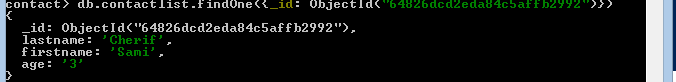 contact> db.contactlist.findOne({_id: ObjectId("64826dcd2eda84c5affb2992")})
{
_id: ObjectId("64826dcd2eda84c5affb2992"),
lastname: 'Cherif',
firstname: 'Sami',
age: '3'
}